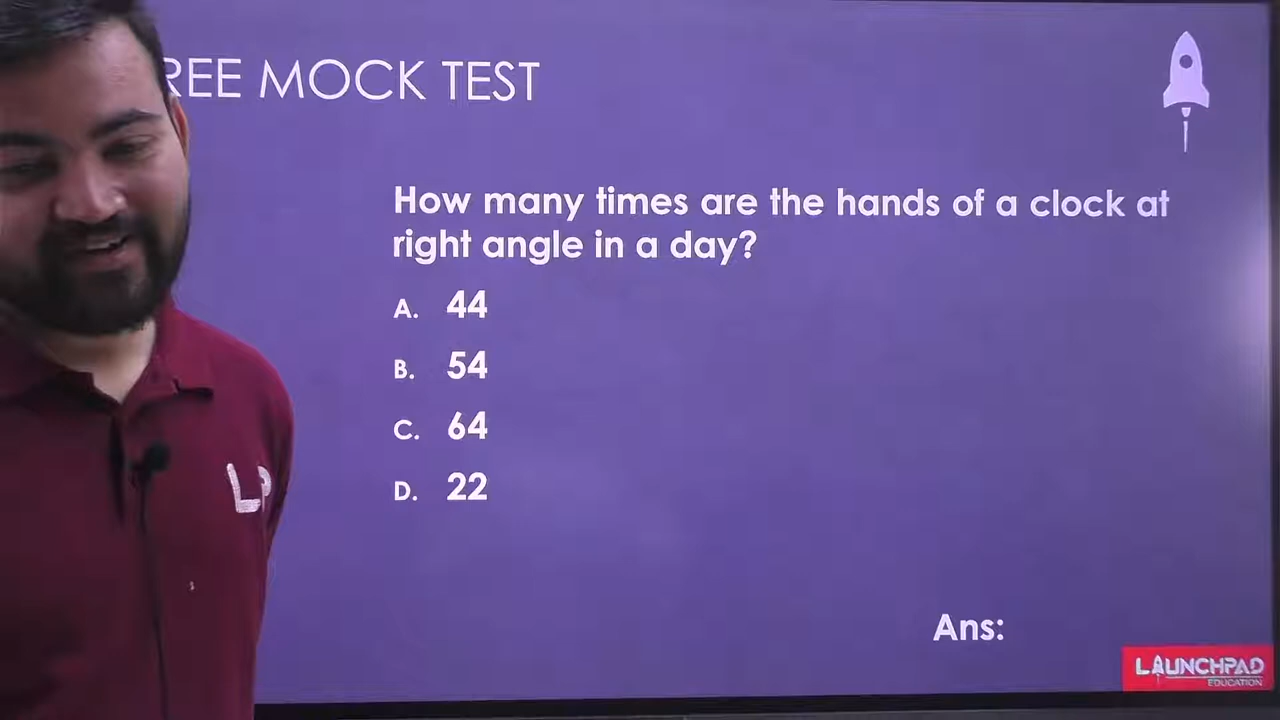 REE MOCK TEST
How many times are the hands of a clock at
right angle in a day?
A. 44
B. 54
C. 64
D. 22
Ans:
LP
LAUNCHPAD
EDUCATION